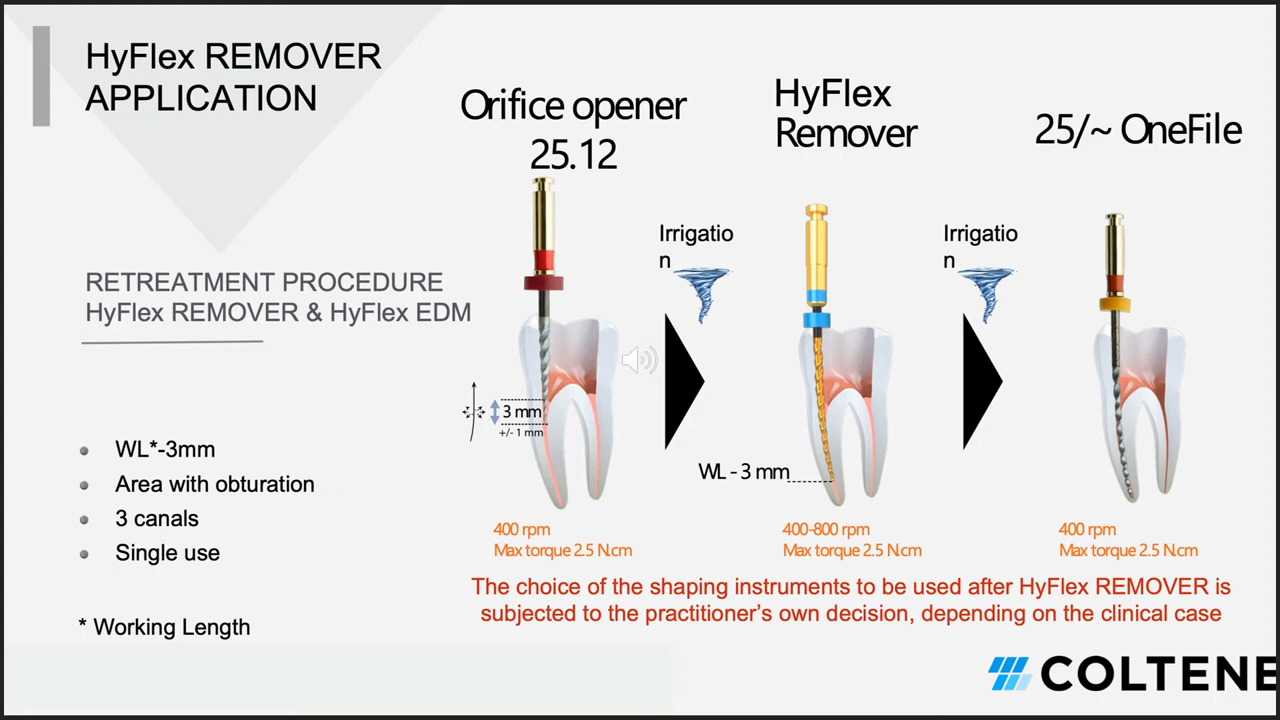 HyFlex REMOVER
APPLICATION
Orifice opener
25.12
HyFlex
Remover
25/~ OneFile
Irrigatio
n
Irrigatio
n
RETREATMENT PROCEDURE
HyFlex REMOVER & HyFlex EDM
3 mm
+/- 1 mm
WL - 3 mm
WL*-3mm
Area with obturation
3 canals
Single use
* Working Length
400 rpm
Max torque 2.5 N.cm
400-800 rpm
Max torque 2.5 N.cm
400 rpm
Max torque 2.5 N.cm
The choice of the shaping instruments to be used after HyFlex REMOVER is
subjected to the practitioner’s own decision, depending on the clinical case
COLTENE